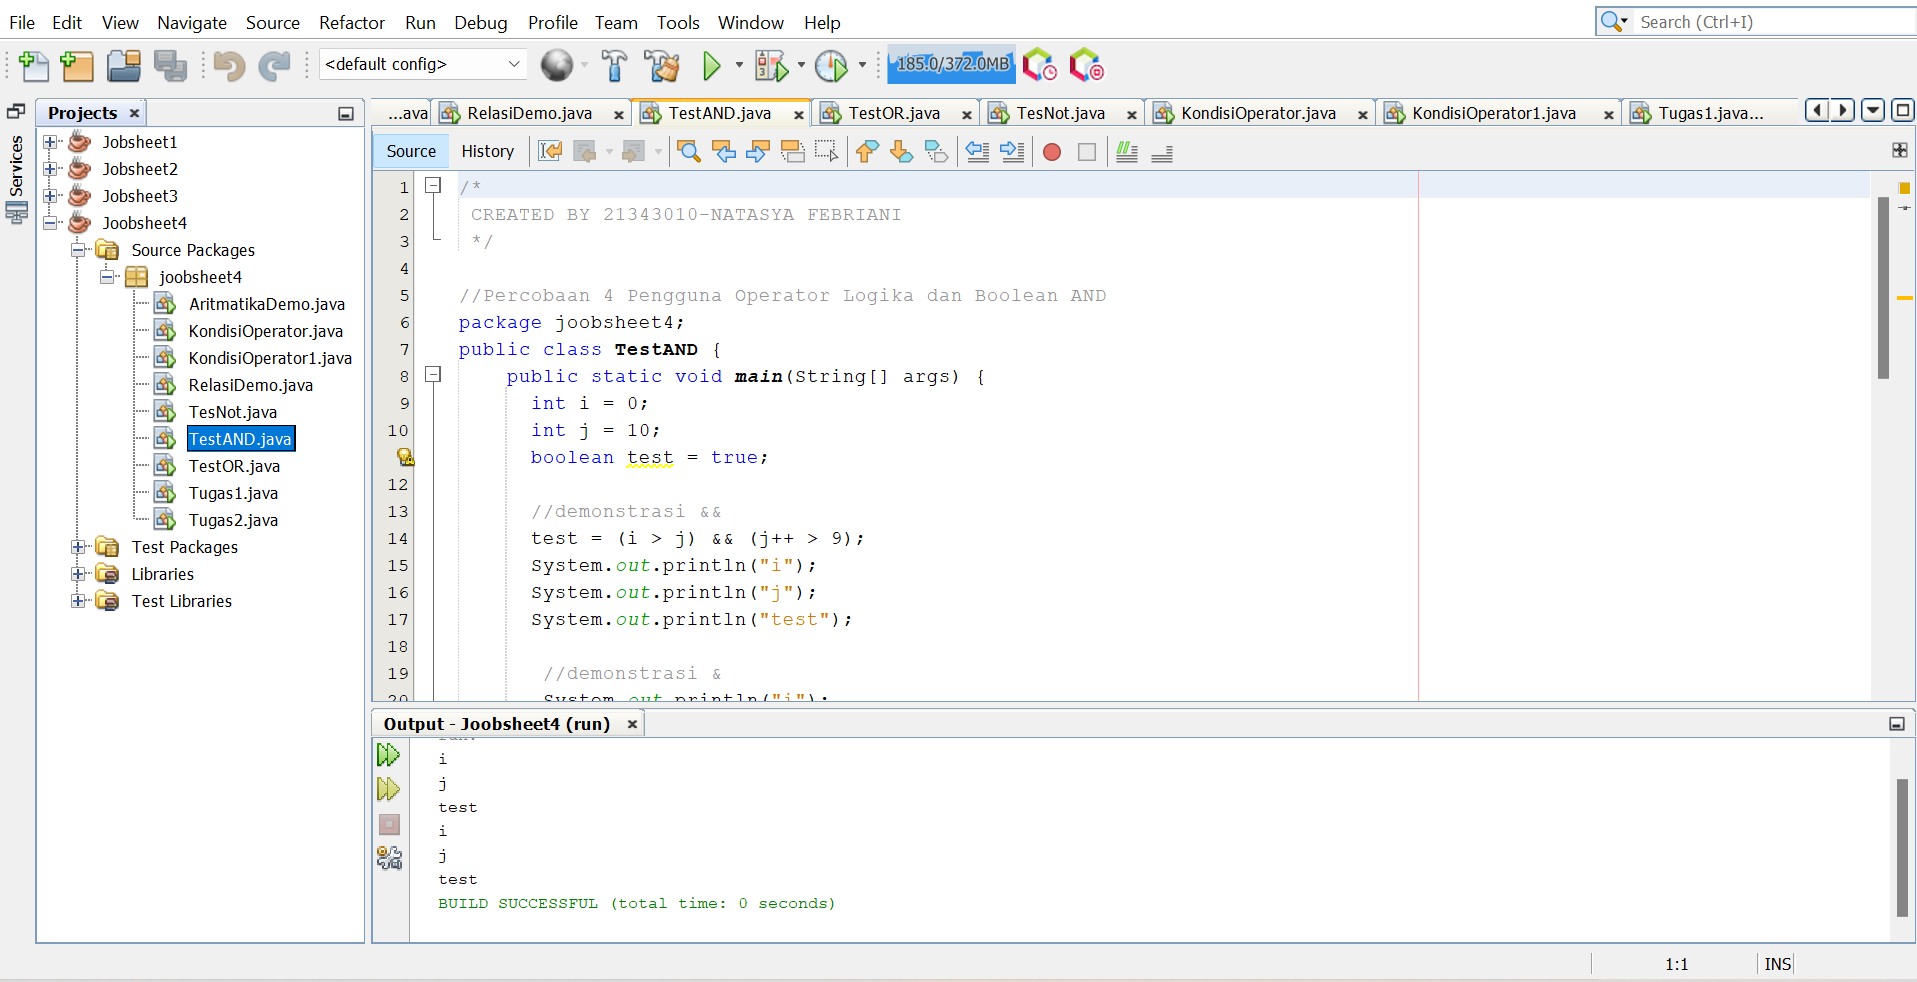 File Edit View Navigate Source Refactor Run Debug Profile Team Tools Window Help
Search (Ctrl+I)
<default config>
185.0/372.0MB
Services
Projects
Jobsheet1
Jobsheet2
Jobsheet3
Joobsheet4
Source Packages
joobsheet4
AritmatikaDemo.java
KondisiOperator.java
KondisiOperator1.java
RelasiDemo.java
TesNot.java
TestAND.java
TestOR.java
Tugas1.java
Tugas2.java
Test Packages
Libraries
Test Libraries
...ava RelasiDemo.java TestAND.java TestOR.java TesNot.java KondisiOperator.java KondisiOperator1.java Tugas1.java...
Source History
1 /*
2 CREATED BY 21343010-NATASYA FEBRIANI
3 */
4
5 //Percobaan 4 Pengguna Operator Logika dan Boolean AND
6 package joobsheet4;
7 public class TestAND {
8 public static void main(String[] args) {
9 int i = 0;
10 int j = 10;
boolean test = true;
12
13 //demonstrasi &&
14 test = (i > j) && (j++ > 9);
15 System.out.println("i");
16 System.out.println("j");
17 System.out.println("test");
18
19 //demonstrasi &
20 System.out.println("i");
Output - Joobsheet4 (run)
run:
i
j
test
i
j
test
BUILD SUCCESSFUL (total time: 0 seconds)
1:1 INS